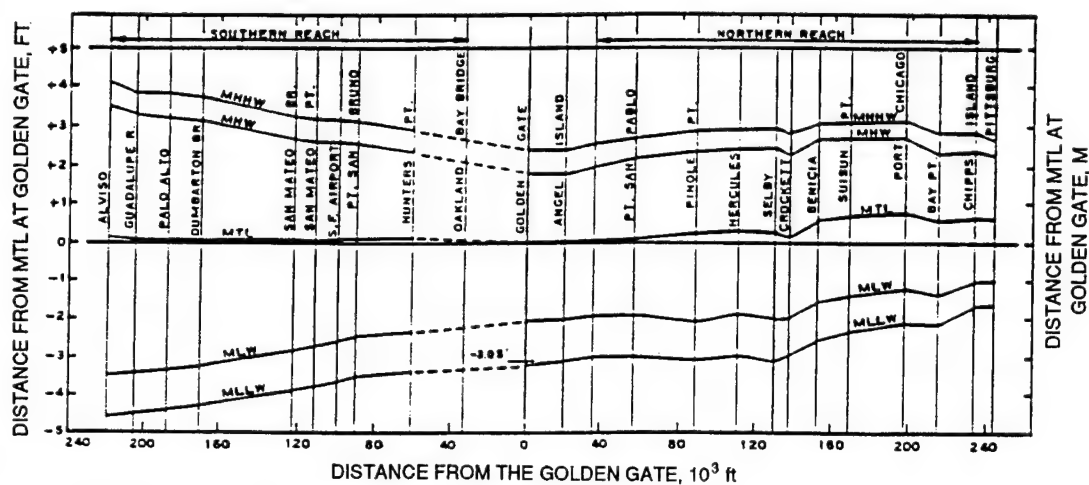 SOUTHERN REACH
NORTHERN REACH
DISTANCE FROM MTL AT GOLDEN GATE, FT.
+5
+4
+3
+2
+1
0
-1
-2
-3
-4
-5
ALVISO
GUADALUPE R.
PALO ALTO
DUMBARTON BR.
SAN MATEO BR.
SAN MATEO PT.
S.F. AIRPORT
PT. SAN BRUNO
HUNTERS PT.
OAKLAND BAY BRIDGE
GOLDEN GATE
ANGEL ISLAND
PT. SAN PABLO
PINOLE PT.
HERCULES
SELBY
CROCKETT
BENICIA
SUISUN PT.
PORT CHICAGO
BAY PT.
CHIPPS ISLAND
PITTSBURG
MHHW
MHW
MTL
MLW
MLLW
-3.05'
MHHW
MHW
MTL
MLW
MLLW
DISTANCE FROM MTL AT
GOLDEN GATE, M
240 200 160 120 80 40 0 40 80 120 160 200 240
DISTANCE FROM THE GOLDEN GATE, 10³ ft